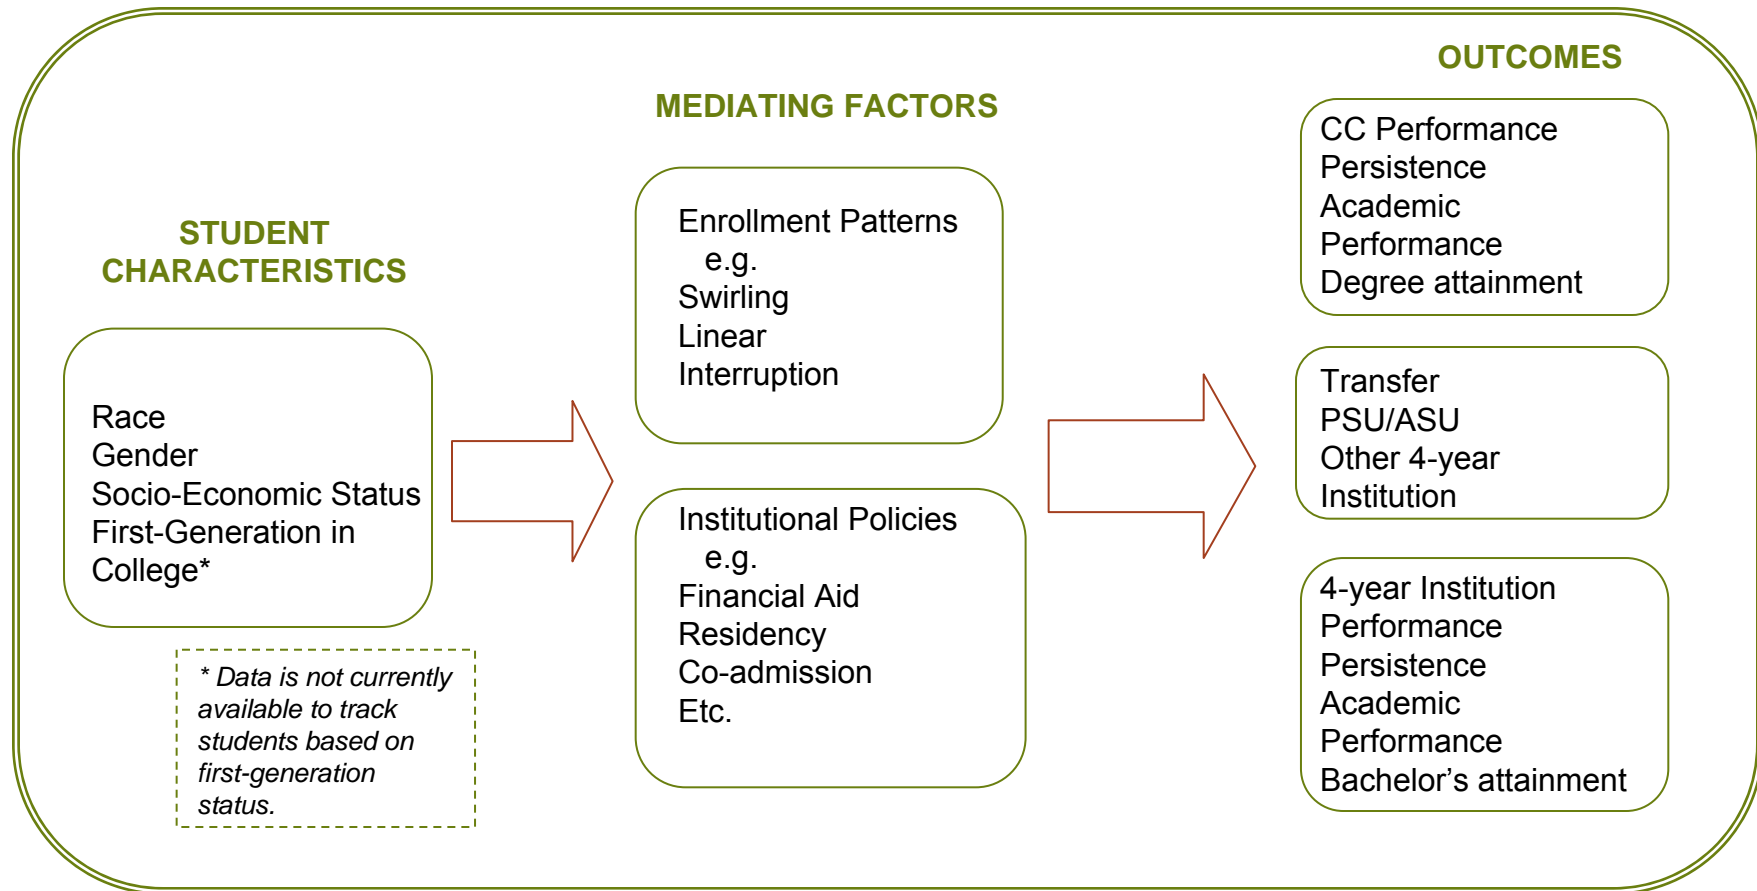 STUDENT
CHARACTERISTICS
Race
Gender
Socio-Economic Status
First-Generation in
College*
* Data is not currently
available to track
students based on
first-generation
status.
MEDIATING FACTORS
Enrollment Patterns
e.g.
Swirling
Linear
Interruption
Institutional Policies
e.g.
Financial Aid
Residency
Co-admission
Etc.
OUTCOMES
CC Performance
Persistence
Academic
Performance
Degree attainment
Transfer
PSU/ASU
Other 4-year
Institution
4-year Institution
Performance
Persistence
Academic
Performance
Bachelor’s attainment